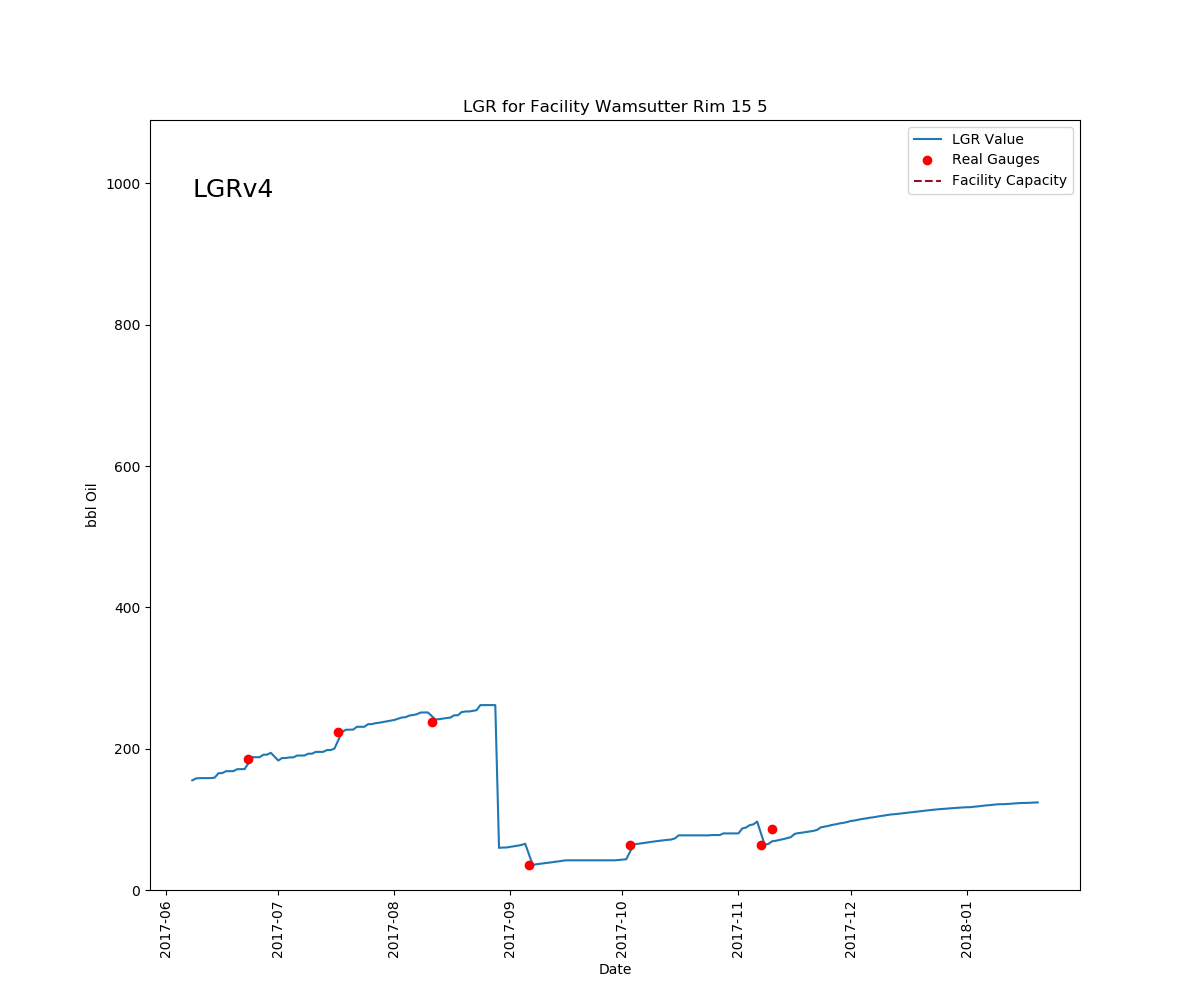 LGR for Facility Wamsutter Rim 15 5
LGR Value
Real Gauges
Facility Capacity
LGRv4
1000
800
600
400
200
0
bbl Oil
2017-06
2017-07
2017-08
2017-09
2017-10
2017-11
2017-12
2018-01
Date